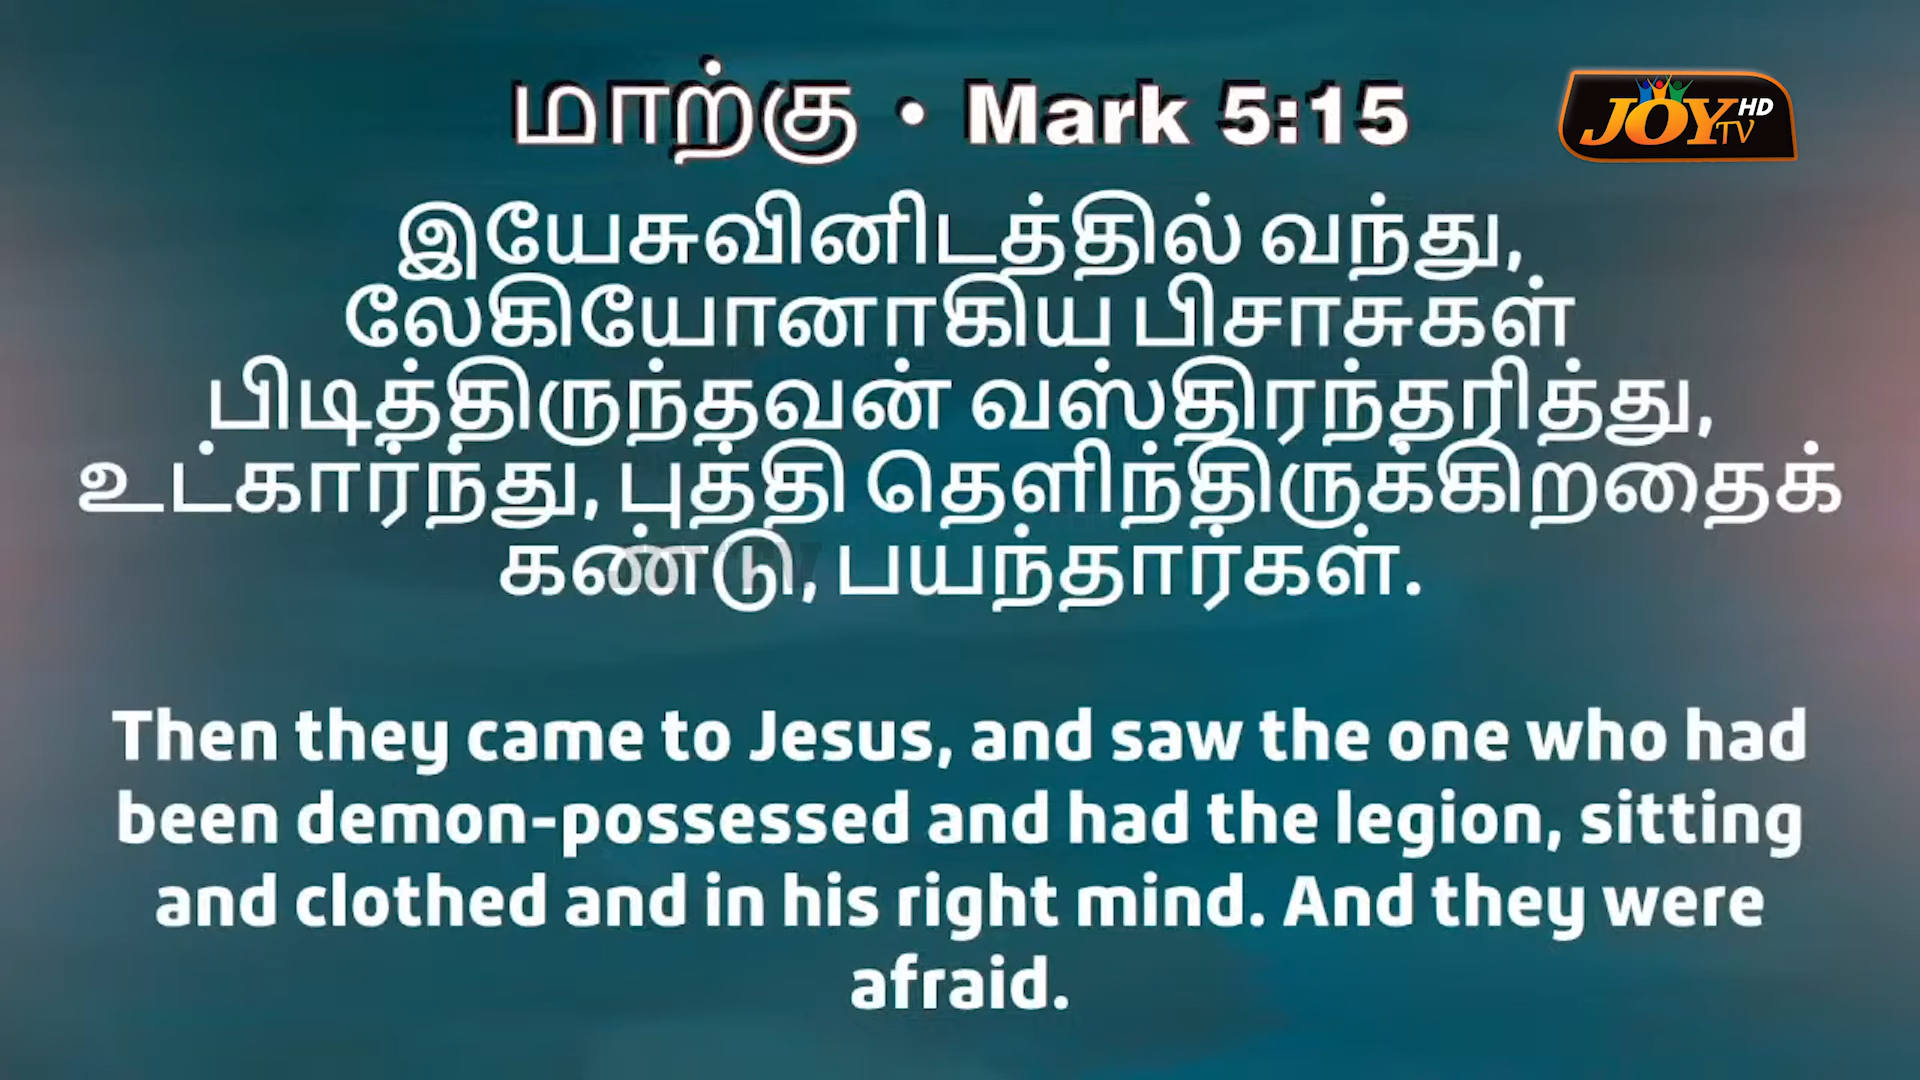 மாற்கு • Mark 5:15
JOY TV HD
இயேசுவினிடத்தில் வந்து,
லேகியோனாகிய பிசாசுகள்
பிடித்திருந்தவன் வஸ்திரந்தரித்து,
உட்கார்ந்து, புத்தி தெளிந்திருக்கிறதைக்
கண்டு, பயந்தார்கள்.
Then they came to Jesus, and saw the one who had
been demon-possessed and had the legion, sitting
and clothed and in his right mind. And they were
afraid.